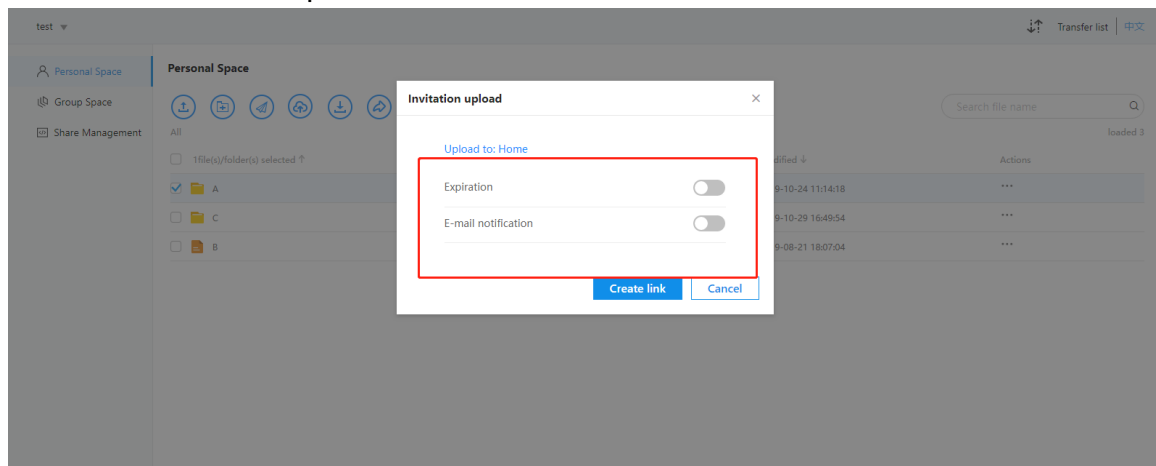 test
Transfer list 中文
Personal Space
Group Space
Share Management
Personal Space
Search file name
All
loaded 3
1file(s)/folder(s) selected
Actions
A
9-10-24 11:14:18
C
9-10-29 16:49:54
B
9-08-21 18:07:04
Invitation upload
Upload to: Home
Expiration
E-mail notification
Create link
Cancel